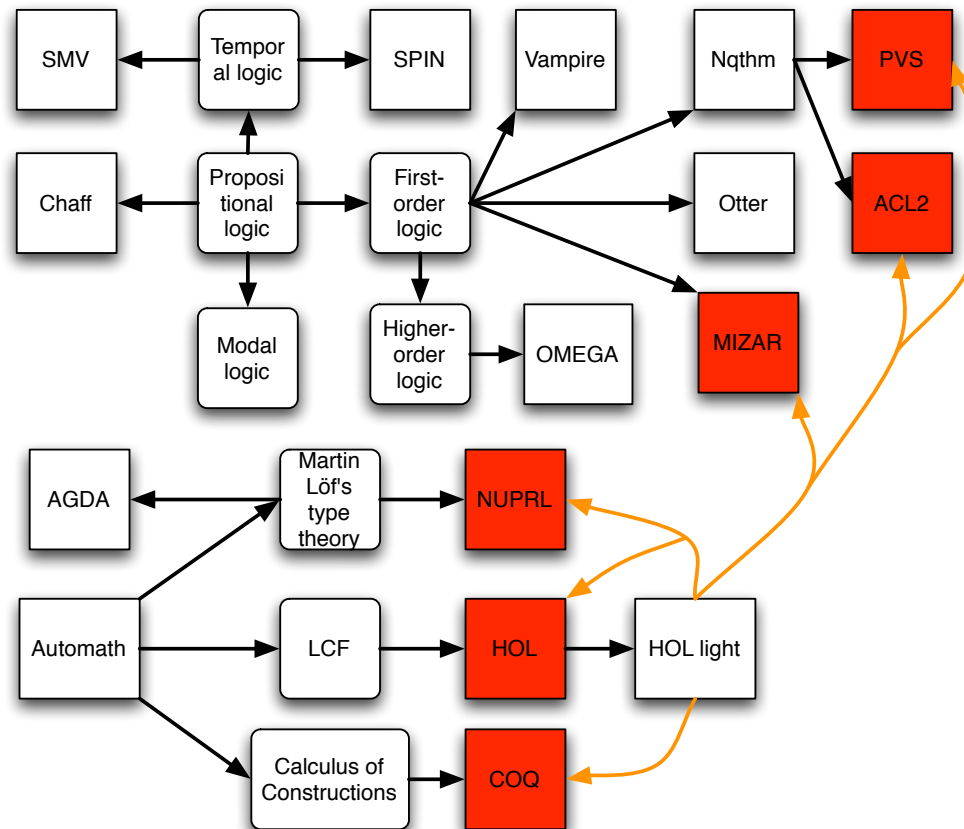 SMV
Tempor
al logic
SPIN
Vampire
Nqthm
PVS
Chaff
Proposi
tional
logic
First-
order
logic
Otter
ACL2
Modal
logic
Higher-
order
logic
OMEGA
MIZAR
AGDA
Martin
Löf's
type
theory
NUPRL
Automath
LCF
HOL
HOL light
Calculus of
Constructions
COQ